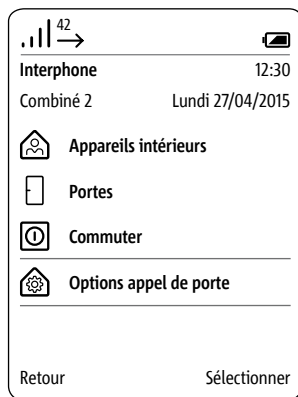 42
Interphone 12:30
Combiné 2 Lundi 27/04/2015
Appareils intérieurs
Portes
Commuter
Options appel de porte
Retour Sélectionner